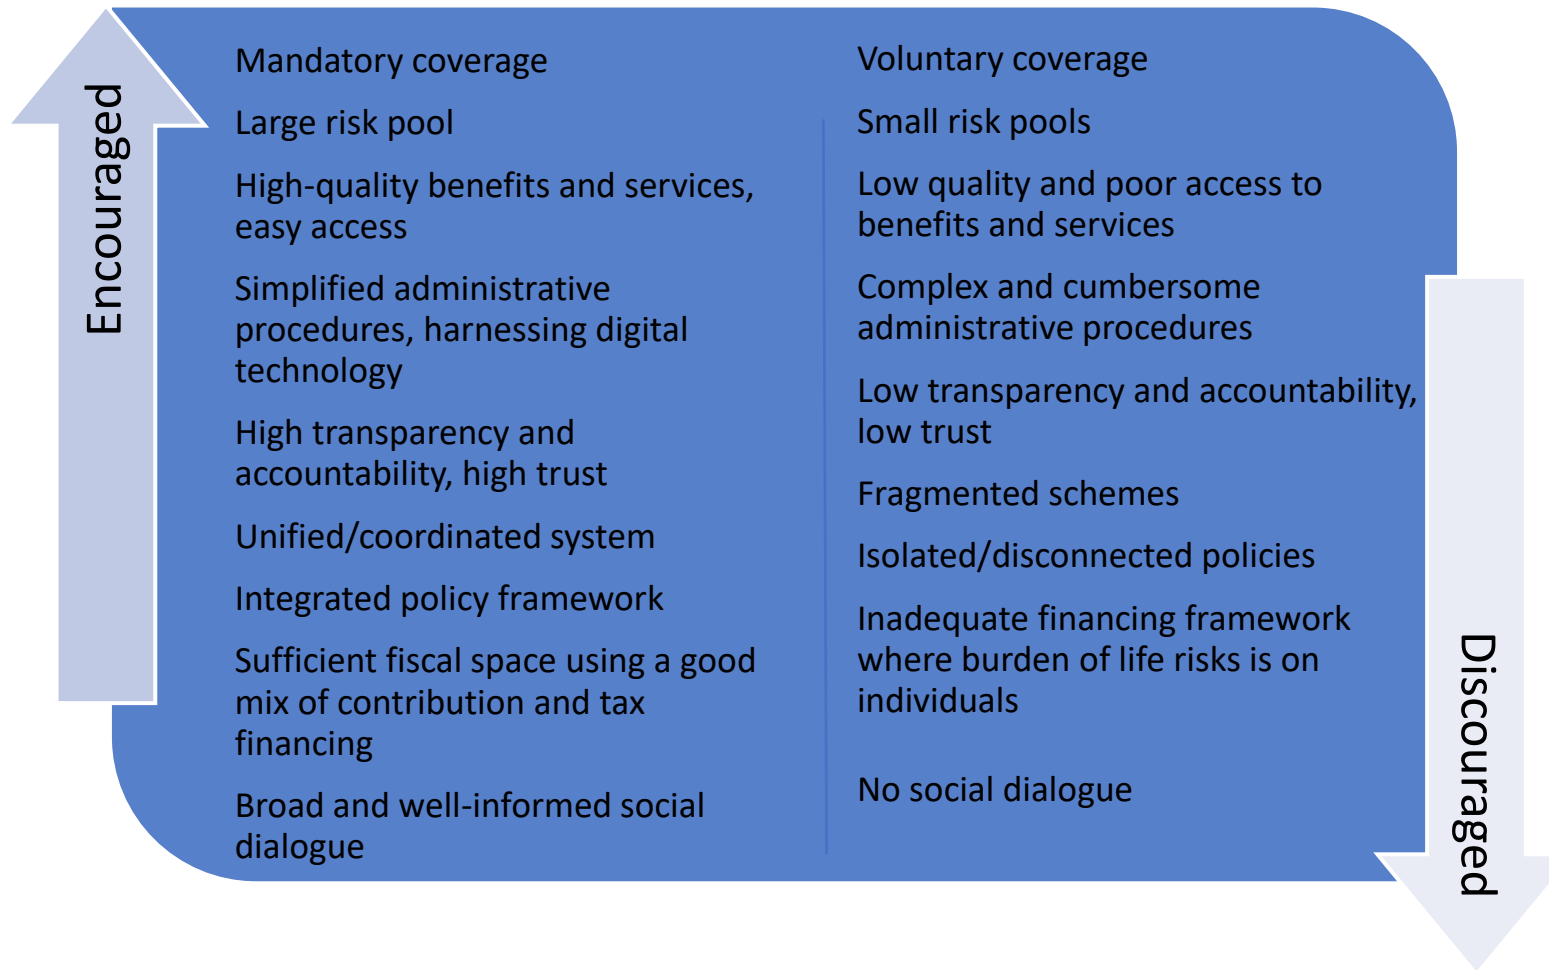 Encouraged
Mandatory coverage
Large risk pool
High-quality benefits and services,
easy access
Simplified administrative
procedures, harnessing digital
technology
High transparency and
accountability, high trust
Unified/coordinated system
Integrated policy framework
Sufficient fiscal space using a good
mix of contribution and tax
financing
Broad and well-informed social
dialogue
Voluntary coverage
Small risk pools
Low quality and poor access to
benefits and services
Complex and cumbersome
administrative procedures
Low transparency and accountability,
low trust
Fragmented schemes
Isolated/disconnected policies
Inadequate financing framework
where burden of life risks is on
individuals
No social dialogue
Discouraged